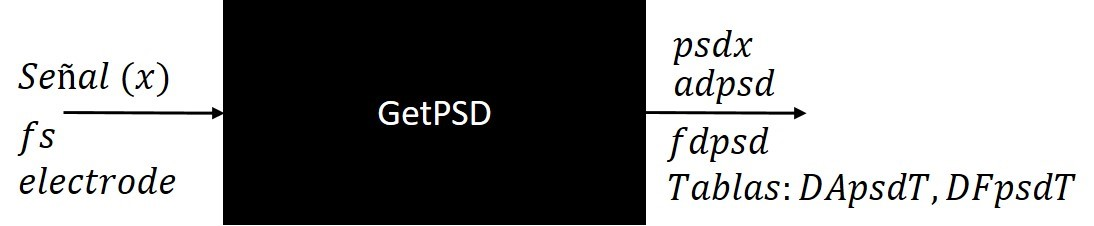 Señal (x)
fs
electrode
GetPSD
psdx
adpsd
fdpsd
Tablas: DApsdT, DFpsdT